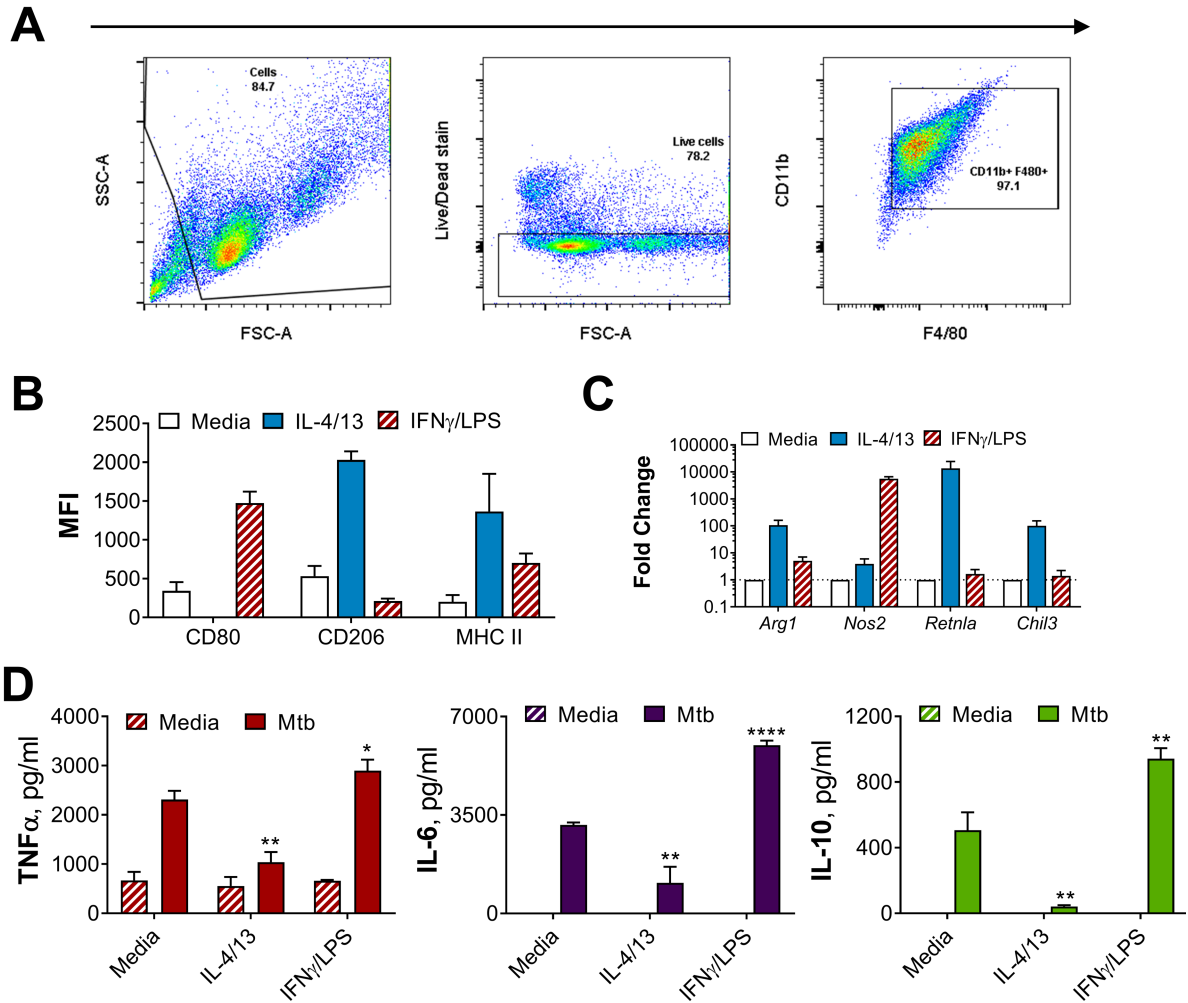 A
Cells
84.7
SSC-A
FSC-A
Live cells
78.2
Live/Dead stain
FSC-A
CD11b+ F480+
97.1
CD11b
F4/80
B
Media IL-4/13 IFNγ/LPS
2500
2000
1500
1000
500
0
MFI
CD80 CD206 MHC II
C
Media IL-4/13 IFNγ/LPS
100000
10000
1000
100
10
1
0.1
Fold Change
Arg1 Nos2 Retnla Chil3
D
Media Mtb
4000
3000
2000
1000
0
TNFα, pg/ml
**
*
Media IL-4/13 IFNγ/LPS
Media Mtb
7000
3500
0
IL-6, pg/ml
**
****
Media IL-4/13 IFNγ/LPS
Media Mtb
1200
800
400
0
IL-10, pg/ml
**
**
Media IL-4/13 IFNγ/LPS